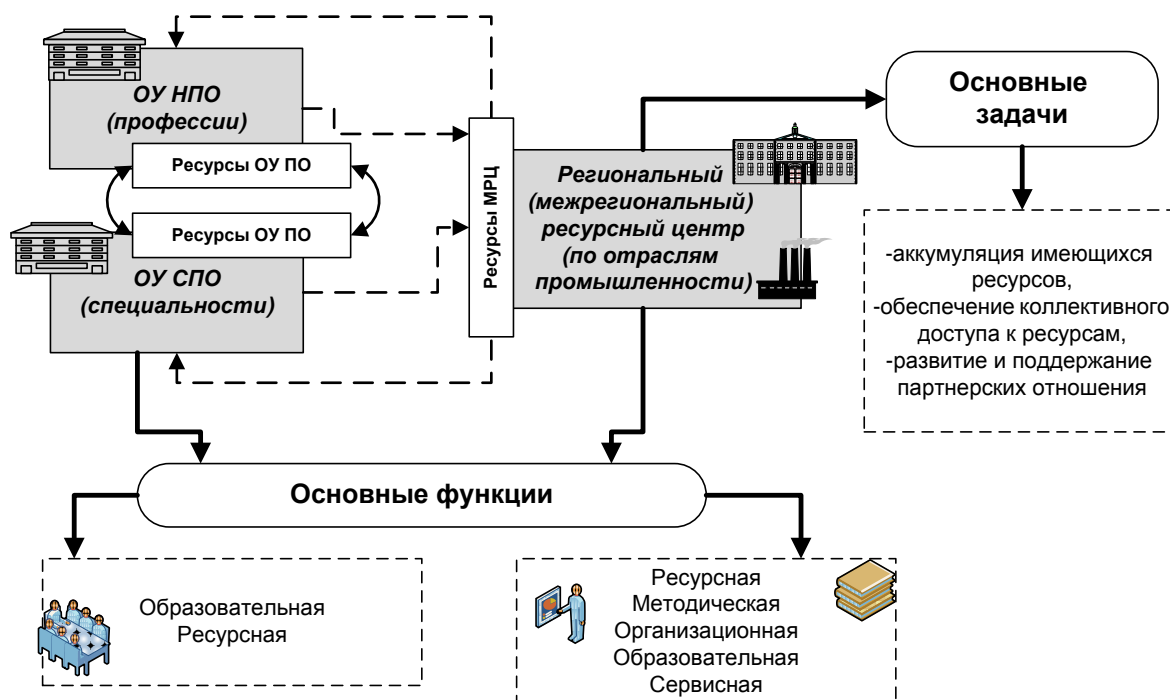 ОУ НПО
(профессии)
Ресурсы ОУ ПО
Ресурсы ОУ ПО
ОУ СПО
(специальности)
Ресурсы МРЦ
Региональный
(межрегиональный)
ресурсный центр
(по отраслям
промышленности)
Основные
задачи
-аккумуляция имеющихся
ресурсов,
-обеспечение коллективного
доступа к ресурсам,
-развитие и поддержание
партнерских отношения
Основные функции
Образовательная
Ресурсная
Ресурсная
Методическая
Организационная
Образовательная
Сервисная